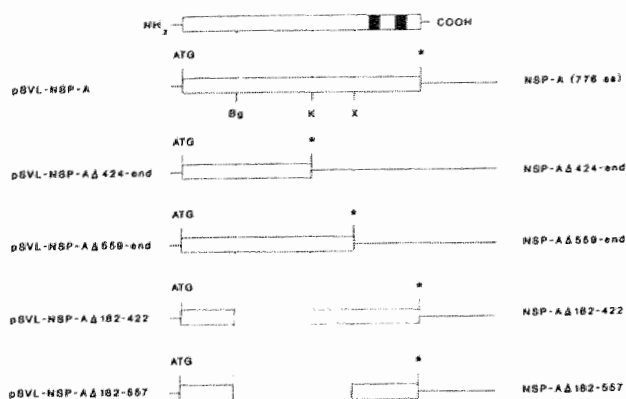 NH2 COOH
ATG *
pSVL-NSP-A NSP-A (776 aa)
Bg K X
ATG *
pSVL-NSP-AΔ424-end NSP-AΔ424-end
ATG *
pSVL-NSP-AΔ559-end NSP-AΔ559-end
ATG *
pSVL-NSP-AΔ182-422 NSP-AΔ182-422
ATG *
pSVL-NSP-AΔ182-557 NSP-AΔ182-557